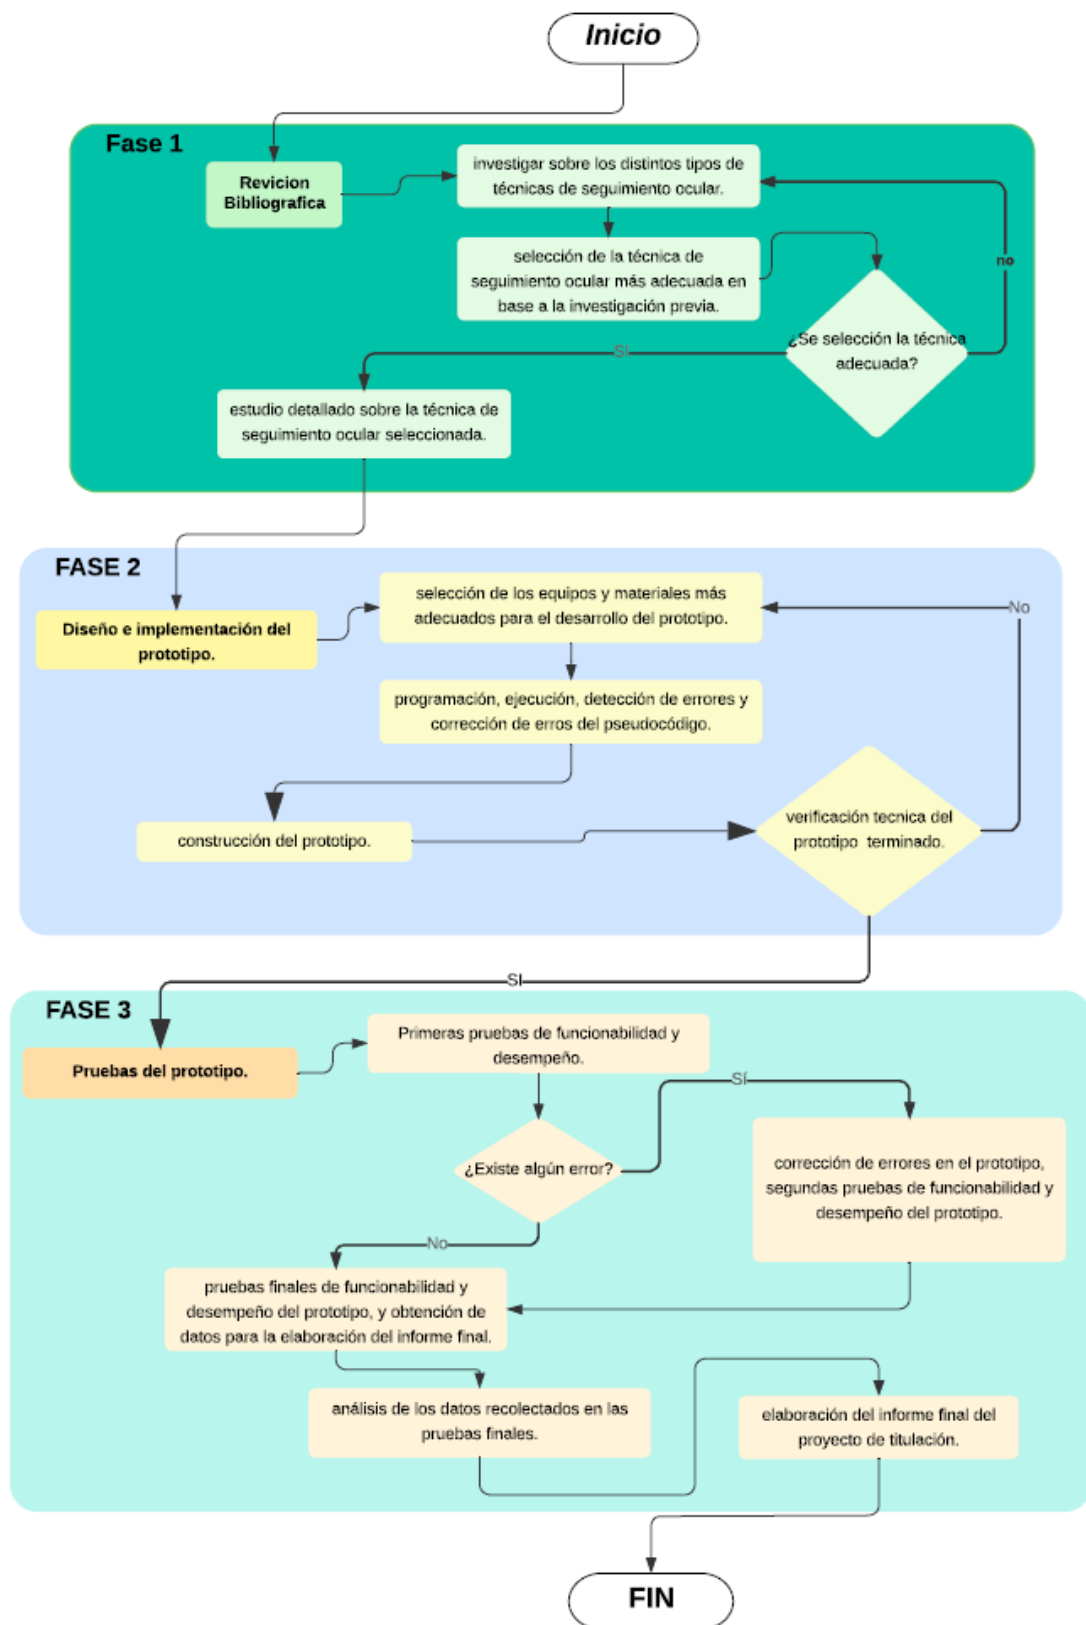 Inicio
Fase 1
Revicion
Bibliografica
investigar sobre los distintos tipos de
técnicas de seguimiento ocular.
selección de la técnica de
seguimiento ocular más adecuada en
base a la investigación previa.
no
¿Se selección la técnica
adecuada?
Si
estudio detallado sobre la técnica de
seguimiento ocular seleccionada.
FASE 2
Diseño e implementación del
prototipo.
selección de los equipos y materiales más
adecuados para el desarrollo del prototipo.
No
programación, ejecución, detección de errores y
corrección de erros del pseudocódigo.
construcción del prototipo.
verificación tecnica del
prototipo terminado.
SI
FASE 3
Pruebas del prototipo.
Primeras pruebas de funcionabilidad y
desempeño.
Sí
¿Existe algún error?
corrección de errores en el prototipo,
segundas pruebas de funcionabilidad y
desempeño del prototipo.
No
pruebas finales de funcionabilidad y
desempeño del prototipo, y obtención de
datos para la elaboración del informe final.
análisis de los datos recolectados en las
pruebas finales.
elaboración del informe final del
proyecto de titulación.
FIN